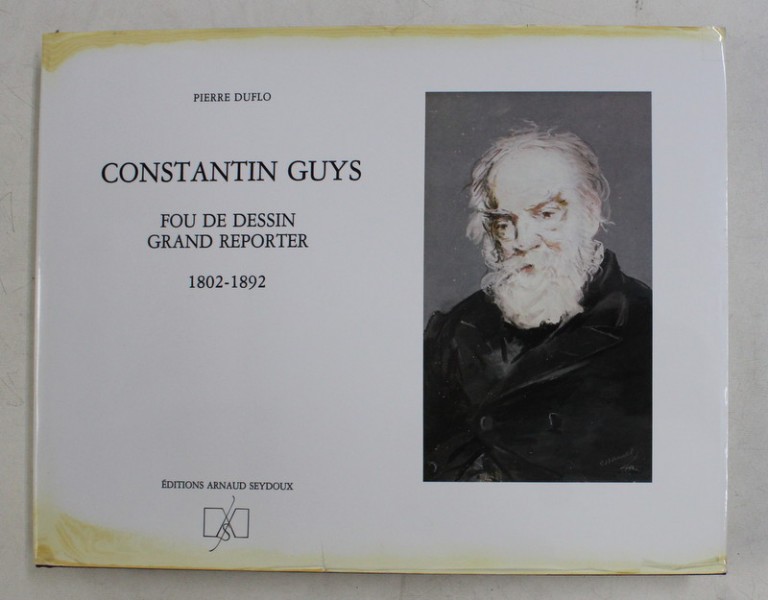 PIERRE DUFLO
CONSTANTIN GUYS
FOU DE DESSIN
GRAND REPORTER
1802-1892
ÉDITIONS ARNAUD SEYDOUX